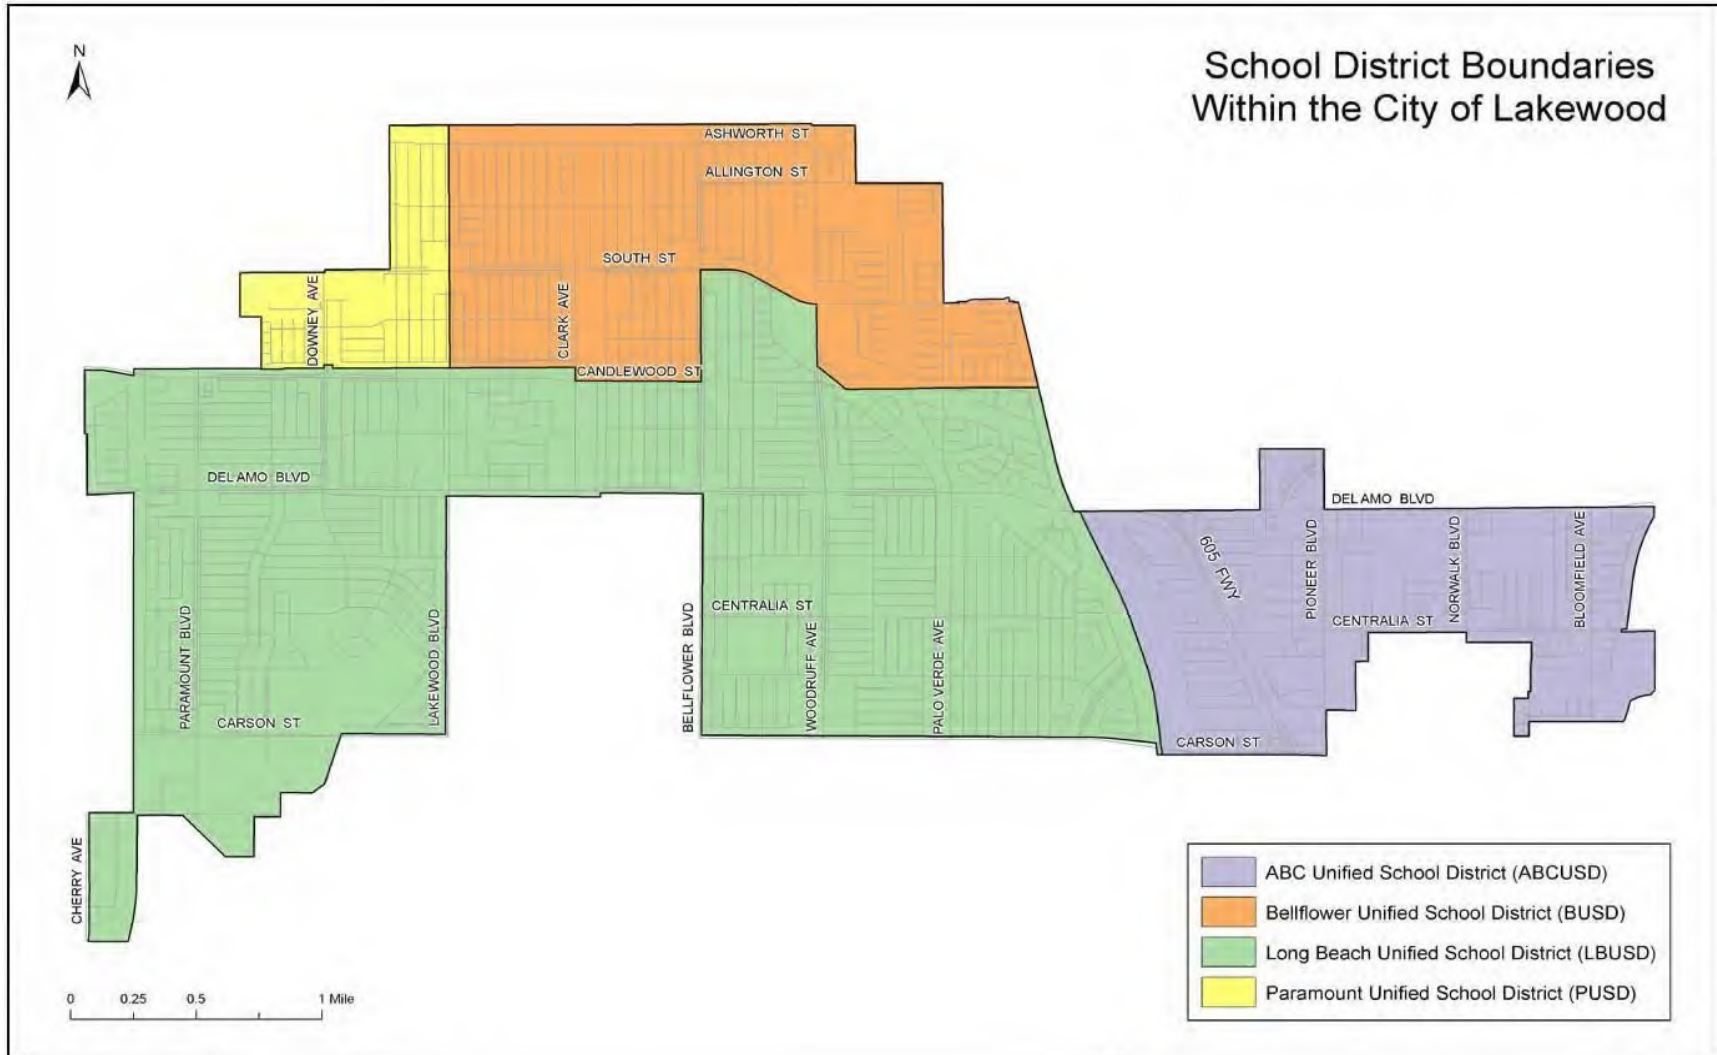 N
School District Boundaries
Within the City of Lakewood
ASHWORTH ST
ALLINGTON ST
SOUTH ST
DOWNEY AVE
CLARK AVE
CANDLEWOOD ST
DEL AMO BLVD
DEL AMO BLVD
605 FWY
PIONEER BLVD
NORWALK BLVD
BLOOMFIELD AVE
CENTRALIA ST
CENTRALIA ST
PARAMOUNT BLVD
LAKEWOOD BLVD
BELLFLOWER BLVD
WOODRUFF AVE
PALO VERDE AVE
CARSON ST
CARSON ST
CHERRY AVE
ABC Unified School District (ABCUSD)
Bellflower Unified School District (BUSD)
Long Beach Unified School District (LBUSD)
Paramount Unified School District (PUSD)
0 0.25 0.5 1 Mile